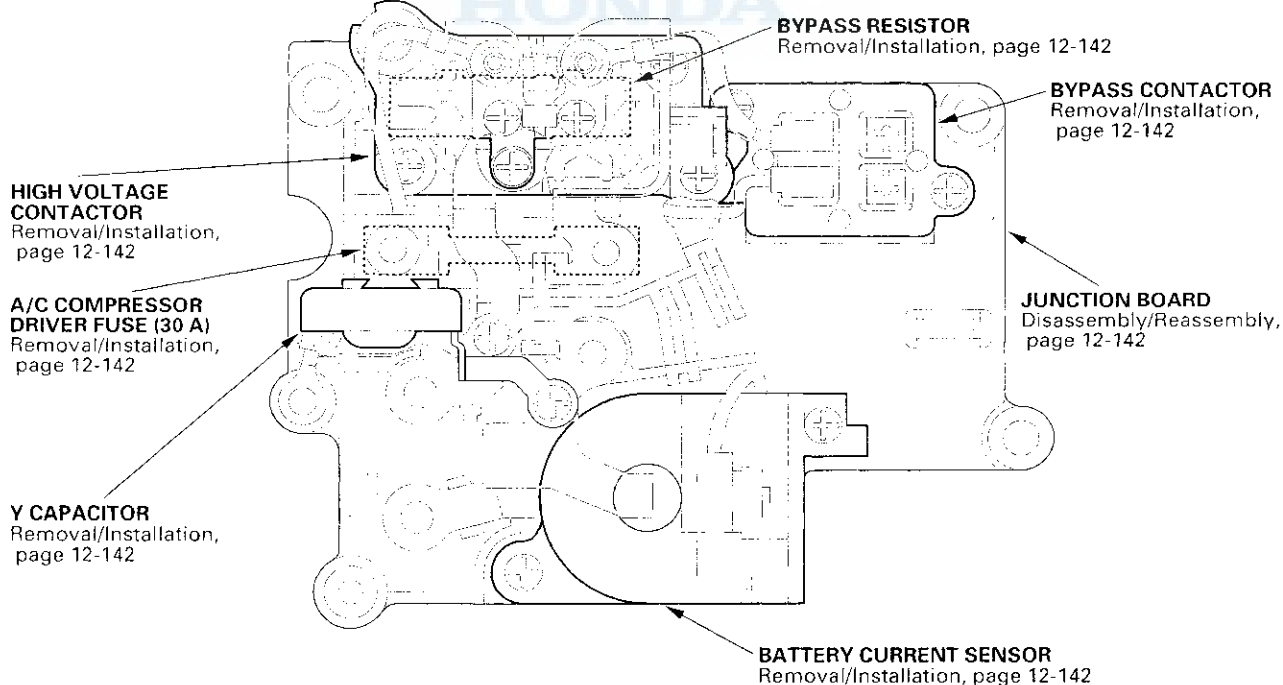 HONDA
BYPASS RESISTOR
Removal/Installation, page 12-142
BYPASS CONTACTOR
Removal/Installation,
page 12-142
HIGH VOLTAGE
CONTACTOR
Removal/Installation,
page 12-142
A/C COMPRESSOR
DRIVER FUSE (30 A)
Removal/Installation,
page 12-142
JUNCTION BOARD
Disassembly/Reassembly,
page 12-142
Y CAPACITOR
Removal/Installation,
page 12-142
BATTERY CURRENT SENSOR
Removal/Installation, page 12-142